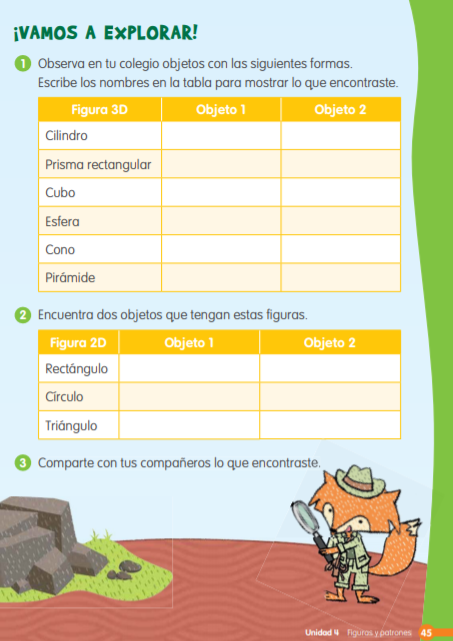 ¡VAMOS A EXPLORAR!
1 Observa en tu colegio objetos con las siguientes formas.
Escribe los nombres en la tabla para mostrar lo que encontraste.
Figura 3D Objeto 1 Objeto 2
Cilindro
Prisma rectangular
Cubo
Esfera
Cono
Pirámide
2 Encuentra dos objetos que tengan estas figuras.
Figura 2D Objeto 1 Objeto 2
Rectángulo
Círculo
Triángulo
3 Comparte con tus compañeros lo que encontraste.
Unidad 4 Figuras y patrones 45